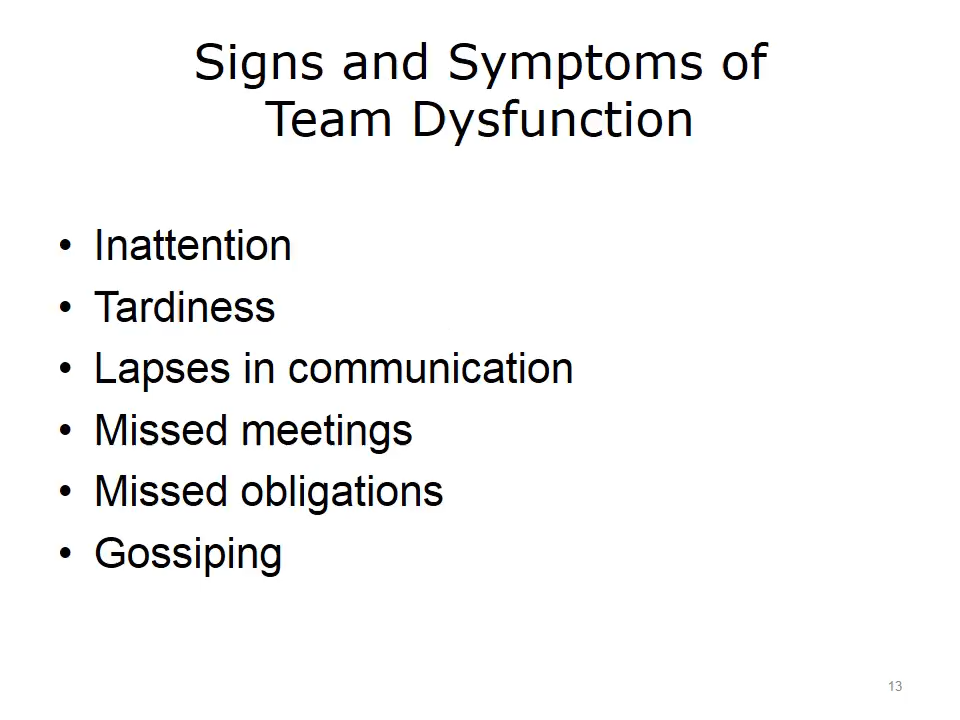 Signs and Symptoms of
Team Dysfunction
• Inattention
• Tardiness
• Lapses in communication
• Missed meetings
• Missed obligations
• Gossiping
13